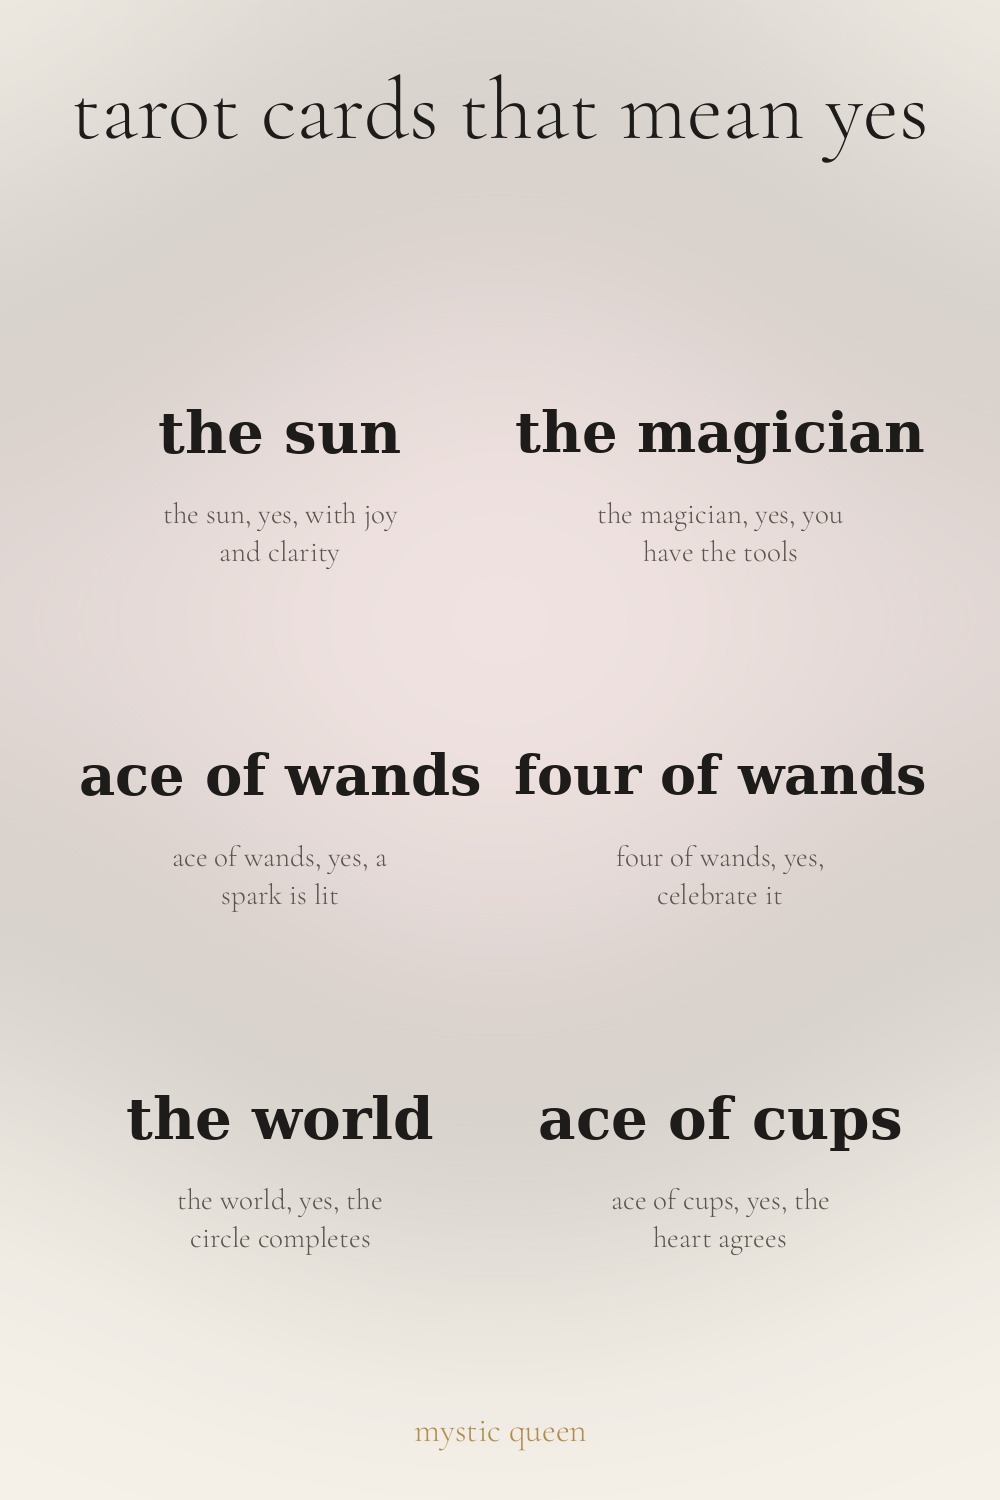 tarot cards that mean yes
the sun
the sun, yes, with joy
and clarity
the magician
the magician, yes, you
have the tools
ace of wands
ace of wands, yes, a
spark is lit
four of wands
four of wands, yes,
celebrate it
the world
the world, yes, the
circle completes
ace of cups
ace of cups, yes, the
heart agrees
mystic queen